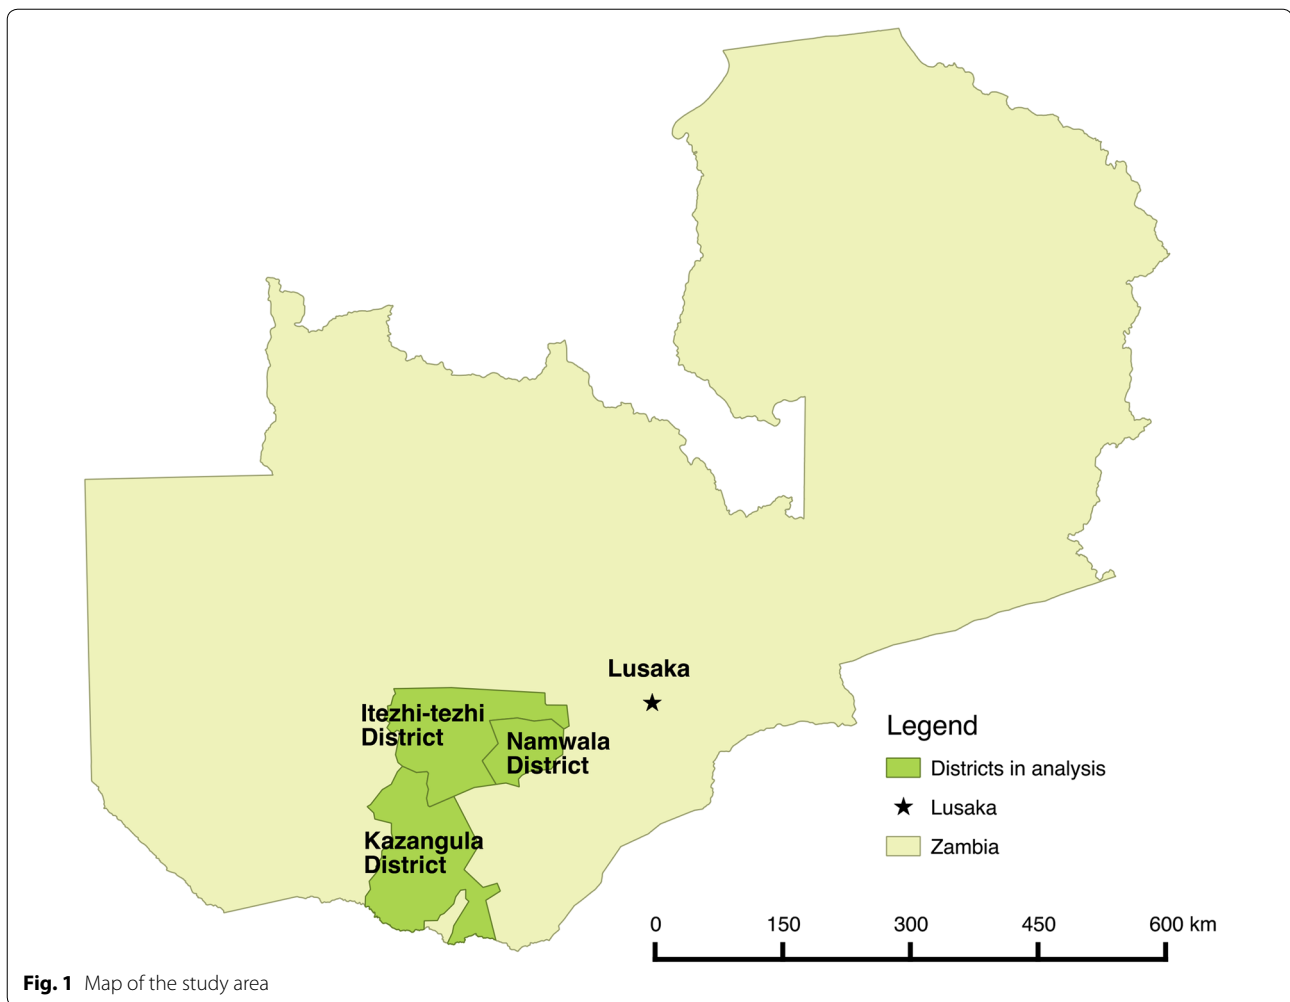 Lusaka
Itezhi-tezhi
District
Namwala
District
Kazangula
District
Legend
Districts in analysis
Lusaka
Zambia
0 150 300 450 600 km
Fig. 1 Map of the study area